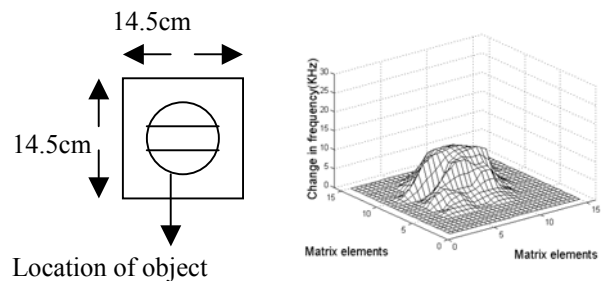 14.5cm
14.5cm
Location of object
Change in frequency(KHz)
30
25
20
15
10
5
0
15
10
5
0
0
5
10
15
Matrix elements
Matrix elements